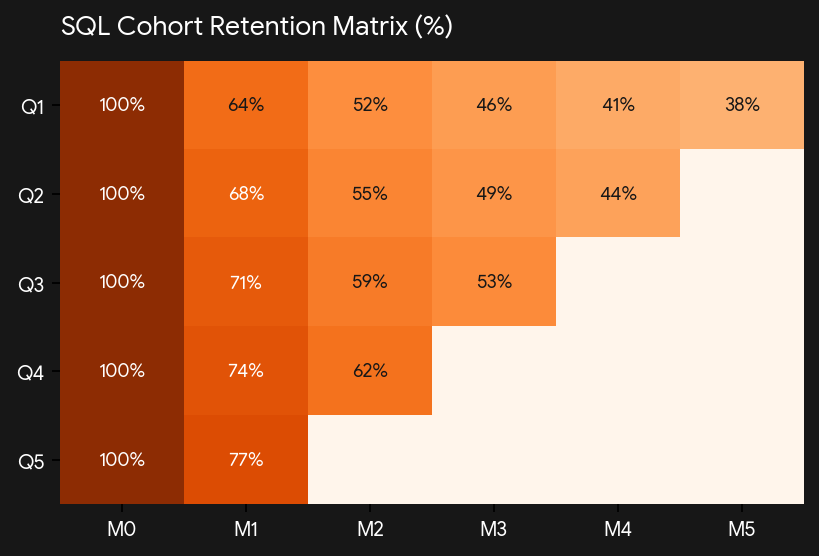 SQL Cohort Retention Matrix (%)
Q1 100% 64% 52% 46% 41% 38%
Q2 100% 68% 55% 49% 44%
Q3 100% 71% 59% 53%
Q4 100% 74% 62%
Q5 100% 77%
M0 M1 M2 M3 M4 M5